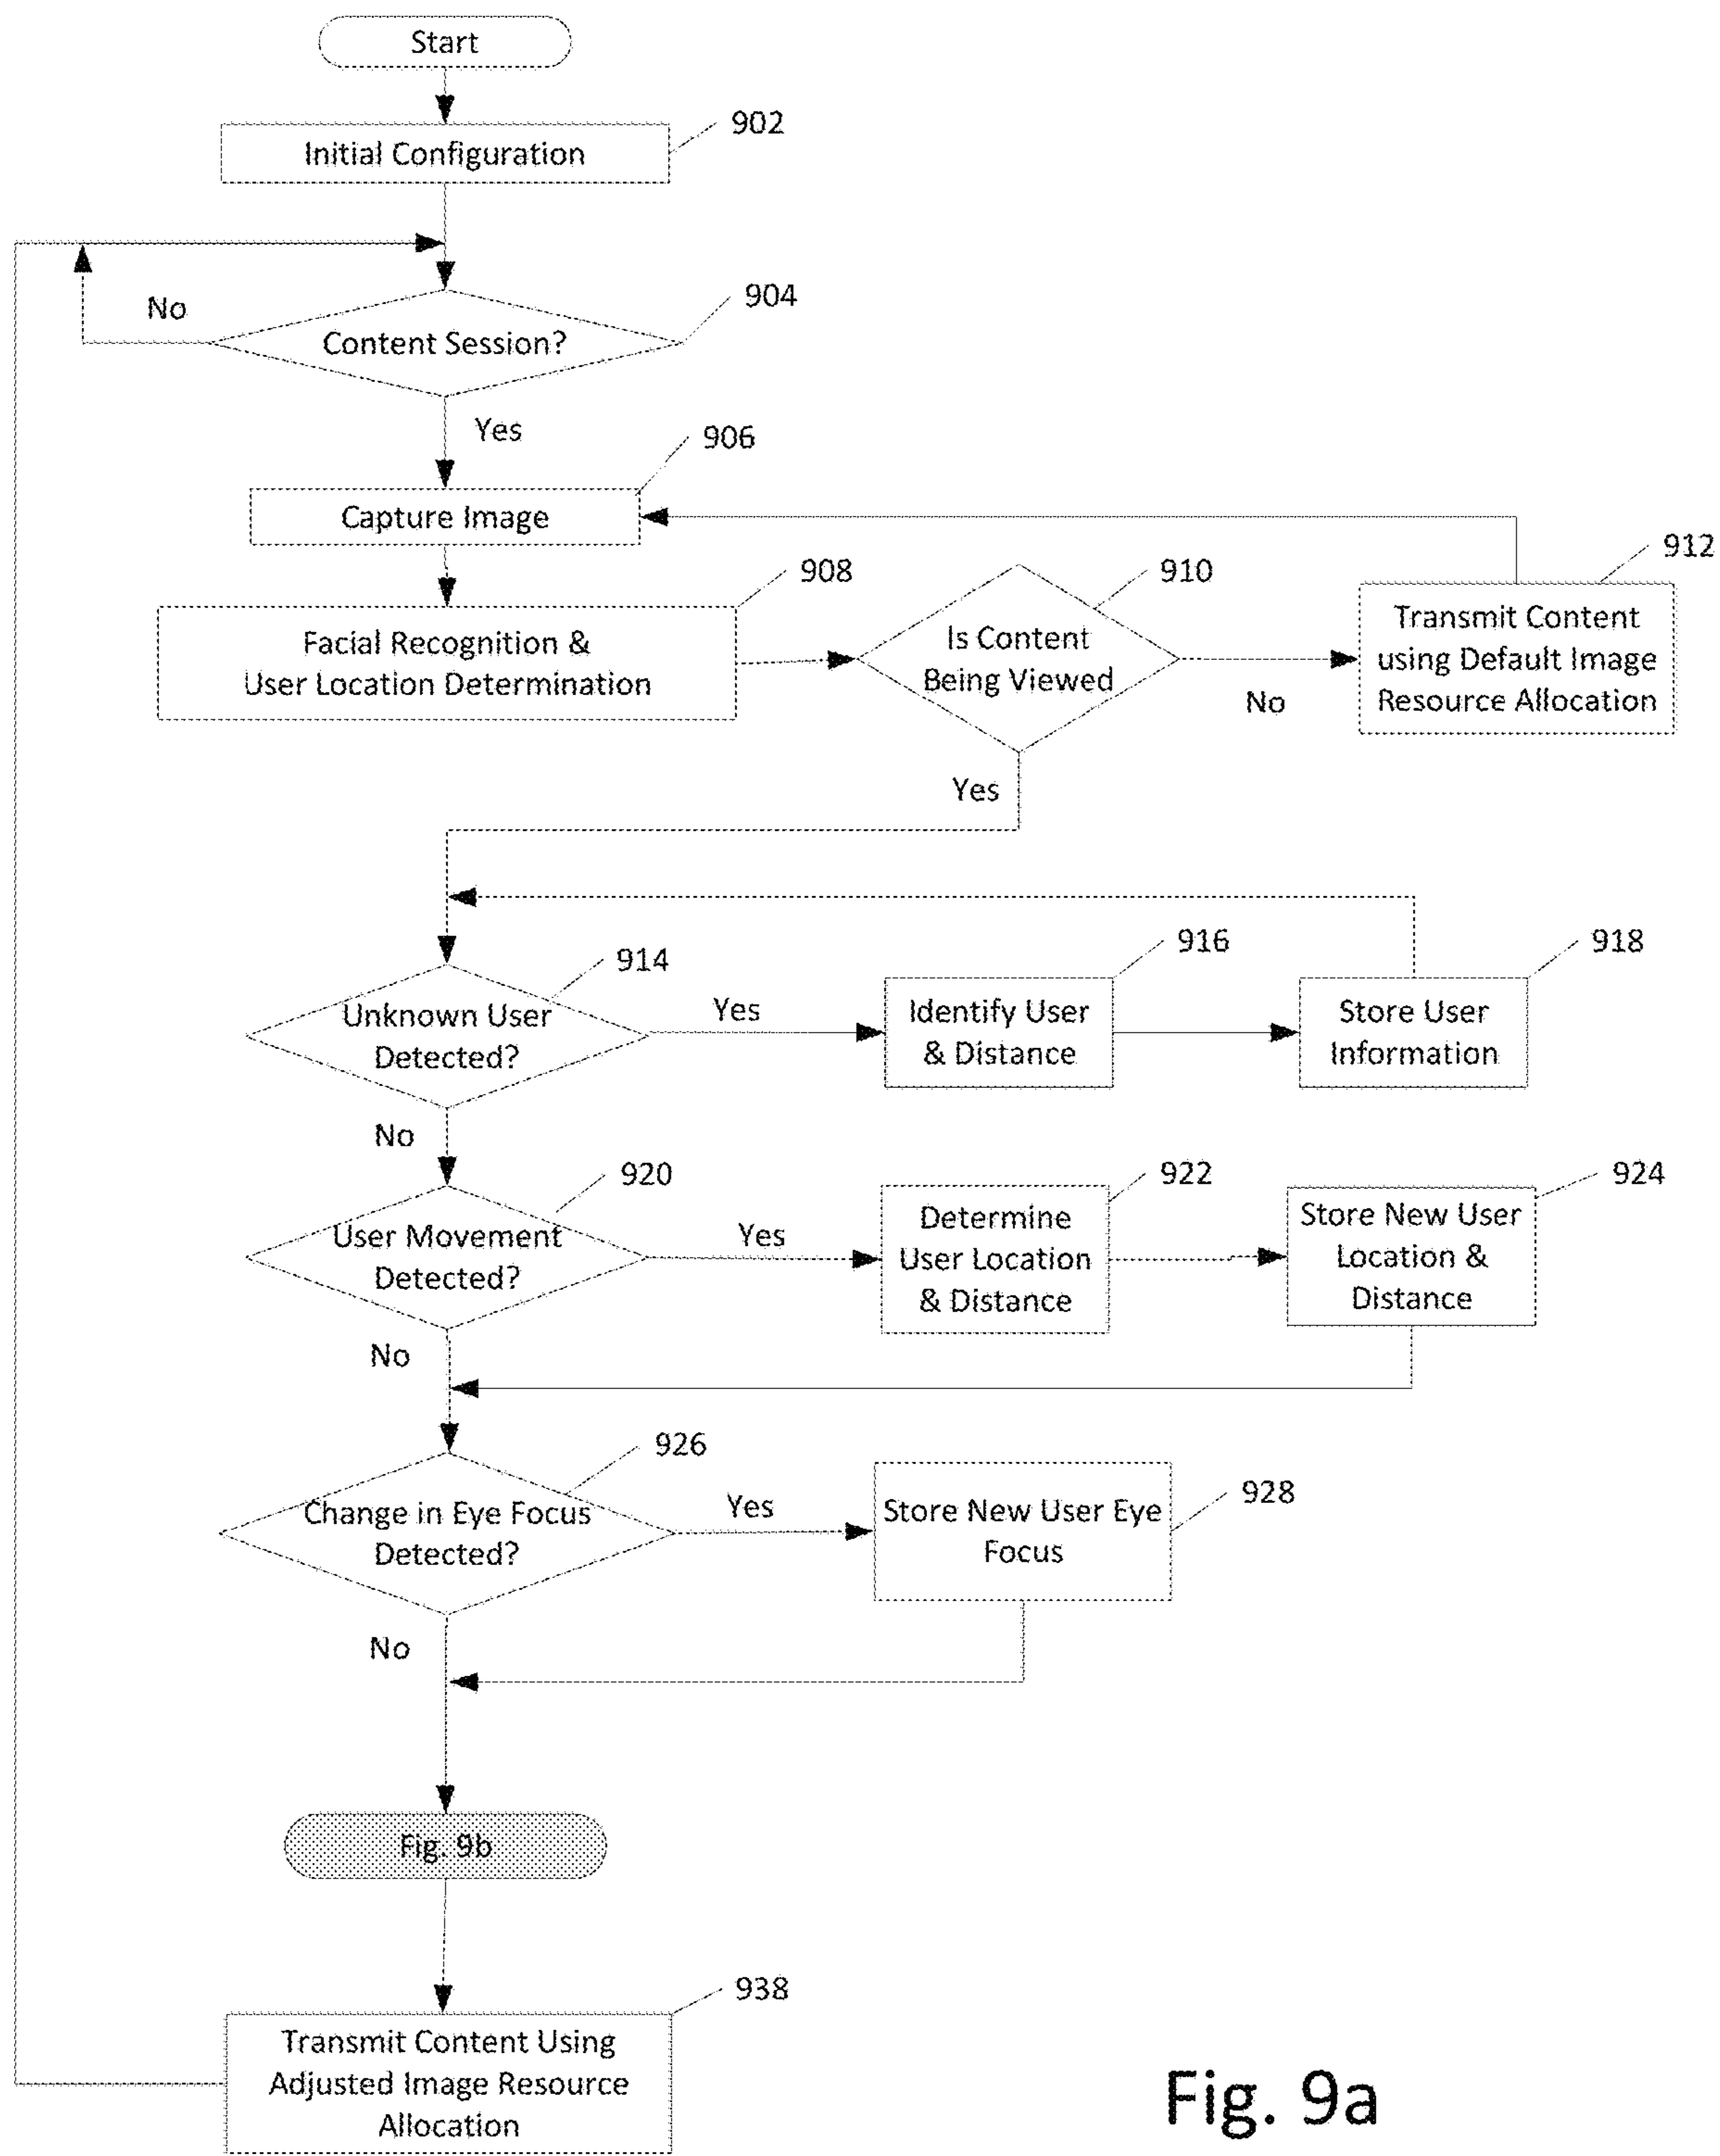 Start
902
Initial Configuration
904
No
Content Session?
Yes
906
Capture Image
908
Facial Recognition &
User Location Determination
910
Is Content
Being Viewed
No
912
Transmit Content
using Default Image
Resource Allocation
Yes
914
Unknown User
Detected?
Yes
916
Identify User
& Distance
918
Store User
Information
No
920
User Movement
Detected?
Yes
922
Determine
User Location
& Distance
924
Store New User
Location &
Distance
No
926
Change in Eye Focus
Detected?
Yes
928
Store New User Eye
Focus
No
Fig. 9b
938
Transmit Content Using
Adjusted Image Resource
Allocation
Fig. 9a